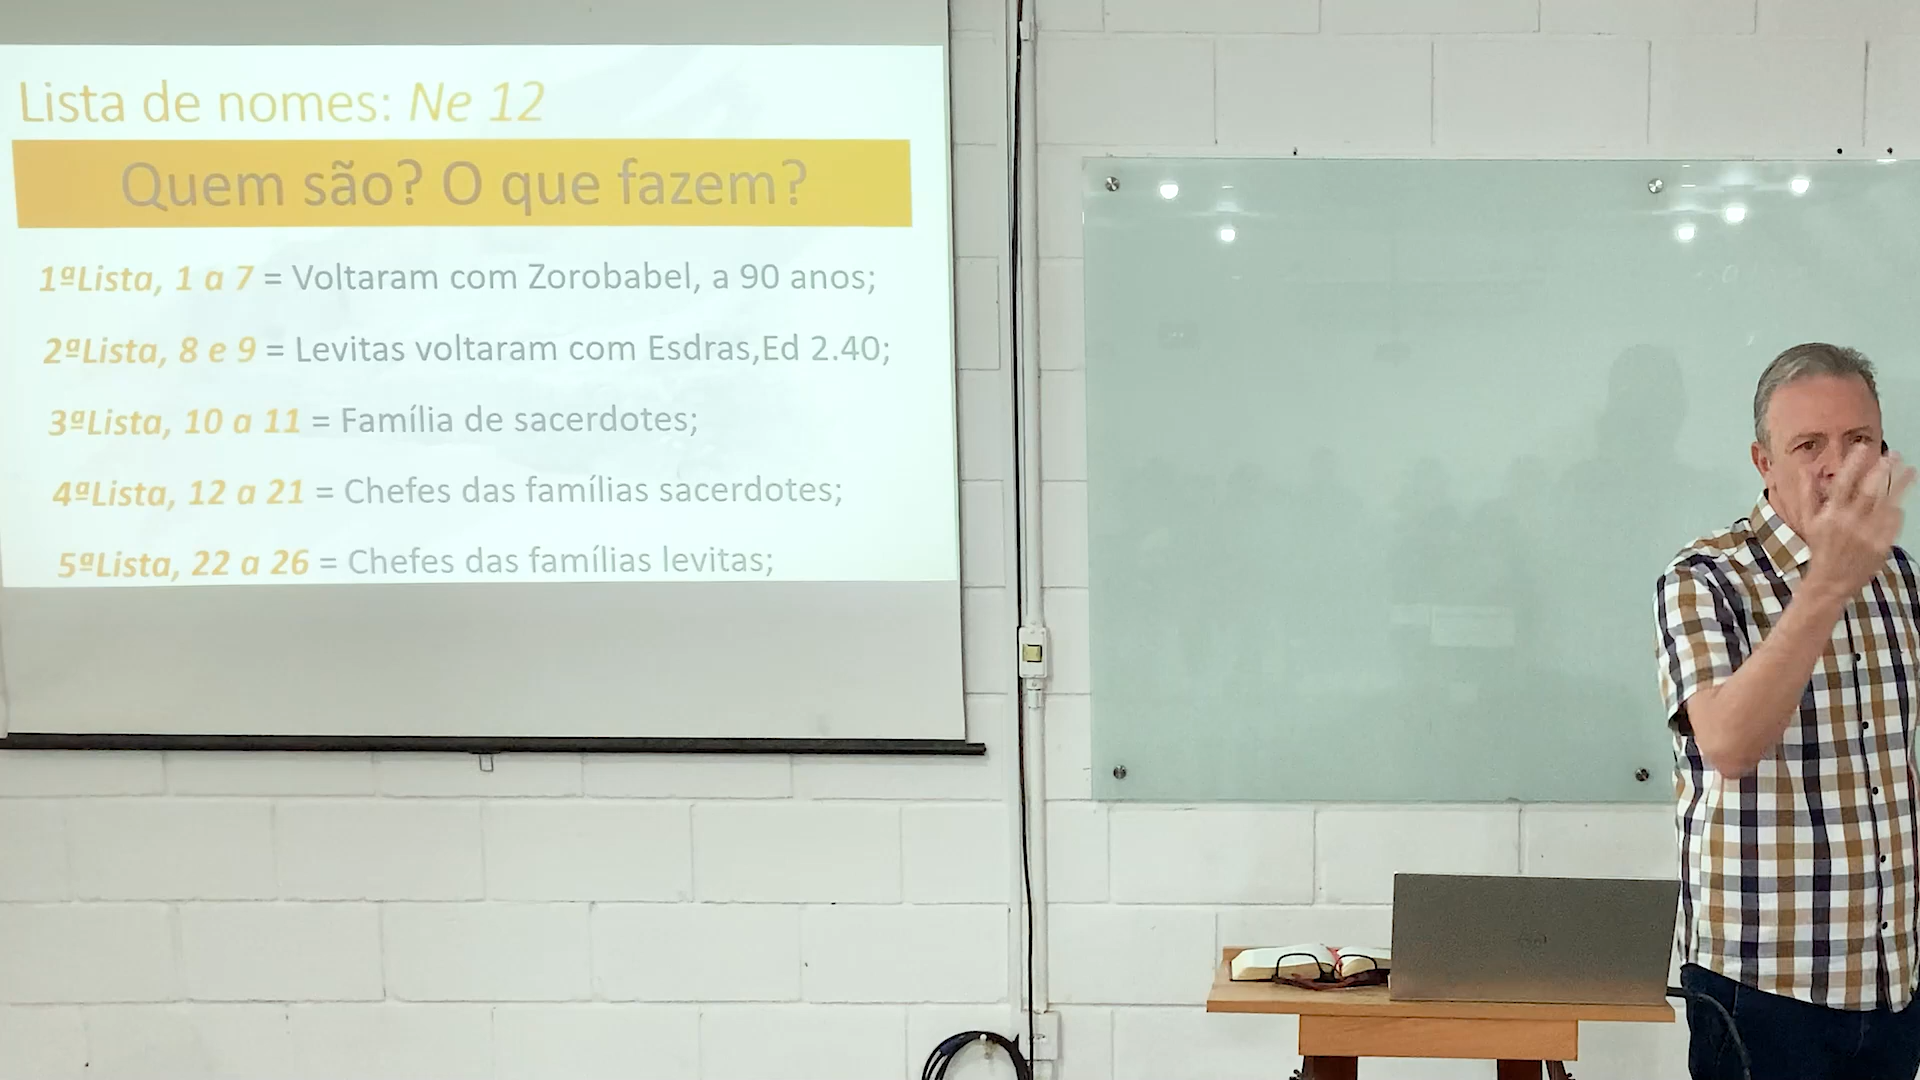 Lista de nomes: Ne 12
Quem são? O que fazem?
1ªLista, 1 a 7 = Voltaram com Zorobabel, a 90 anos;
2ªLista, 8 e 9 = Levitas voltaram com Esdras,Ed 2.40;
3ªLista, 10 a 11 = Família de sacerdotes;
4ªLista, 12 a 21 = Chefes das famílias sacerdotes;
5ªLista, 22 a 26 = Chefes das famílias levitas;